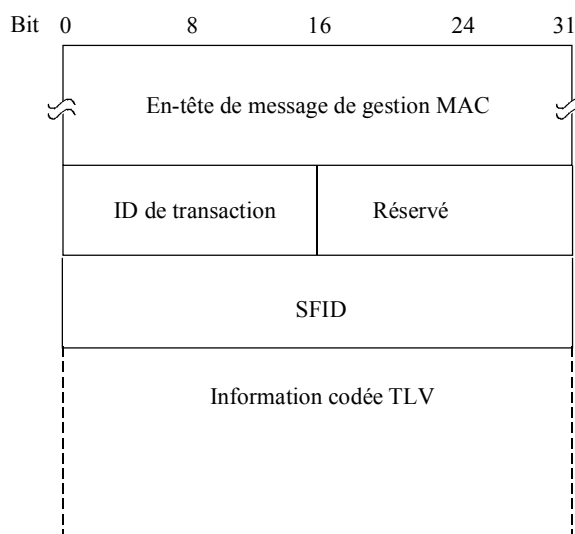 Bit 0 8 16 24 31
En-tête de message de gestion MAC
ID de transaction Réservé
SFID
Information codée TLV